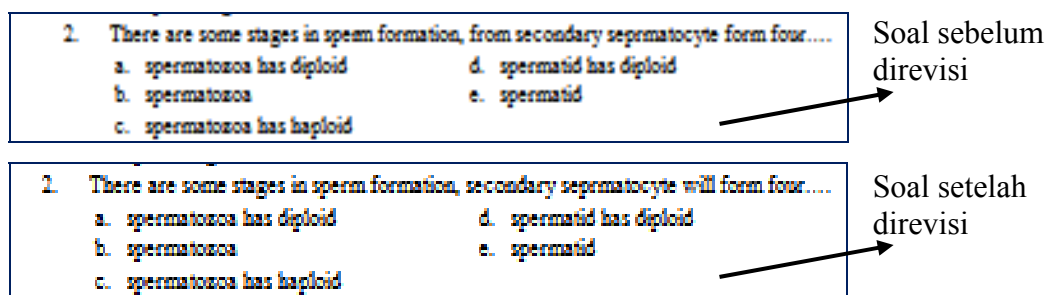 2. There are some stages in sperm formation, from secondary seprmatocyte form four.....
a. spermatozoa has diploid d. spermatid has diploid
b. spermatozoa e. spermatid
c. spermatozoa has haploid
Soal sebelum
direvisi
2. There are some stages in sperm formation, secondary seprmatocyte will form four.....
a. spermatozoa has diploid d. spermatid has diploid
b. spermatozoa e. spermatid
c. spermatozoa has haploid
Soal setelah
direvisi